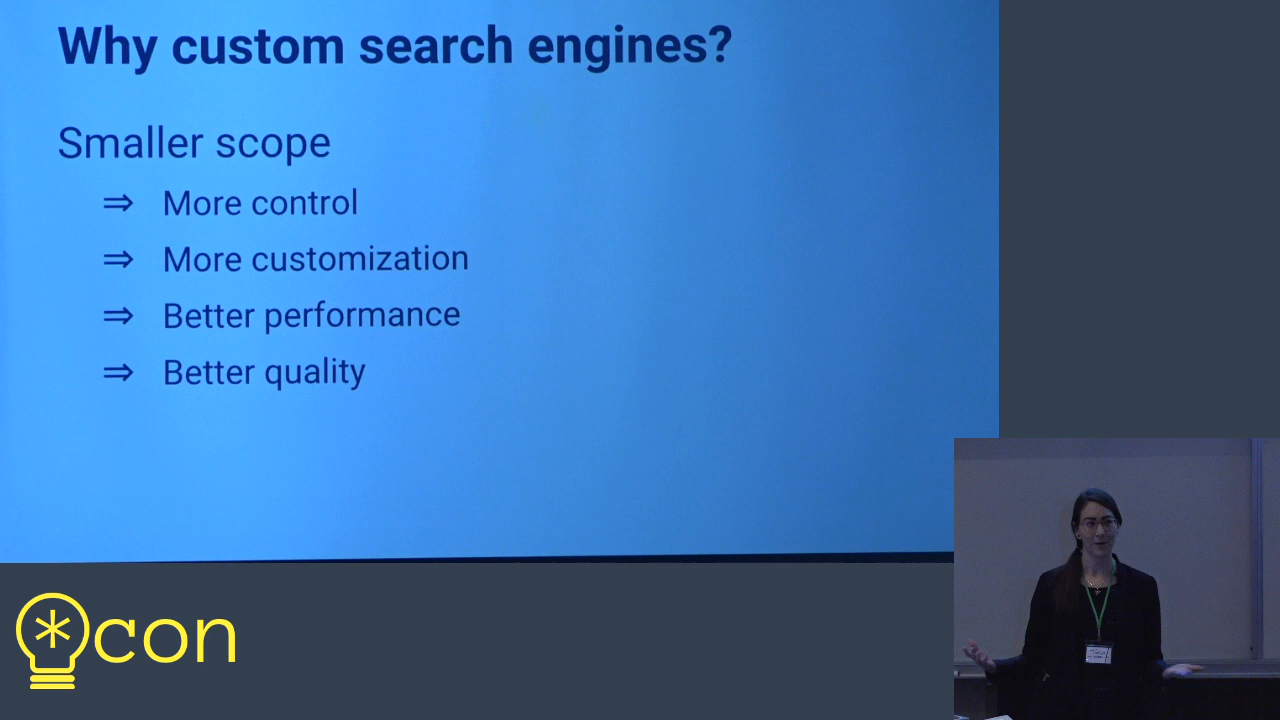 Why custom search engines?
Smaller scope
⇒ More control
⇒ More customization
⇒ Better performance
⇒ Better quality
*con